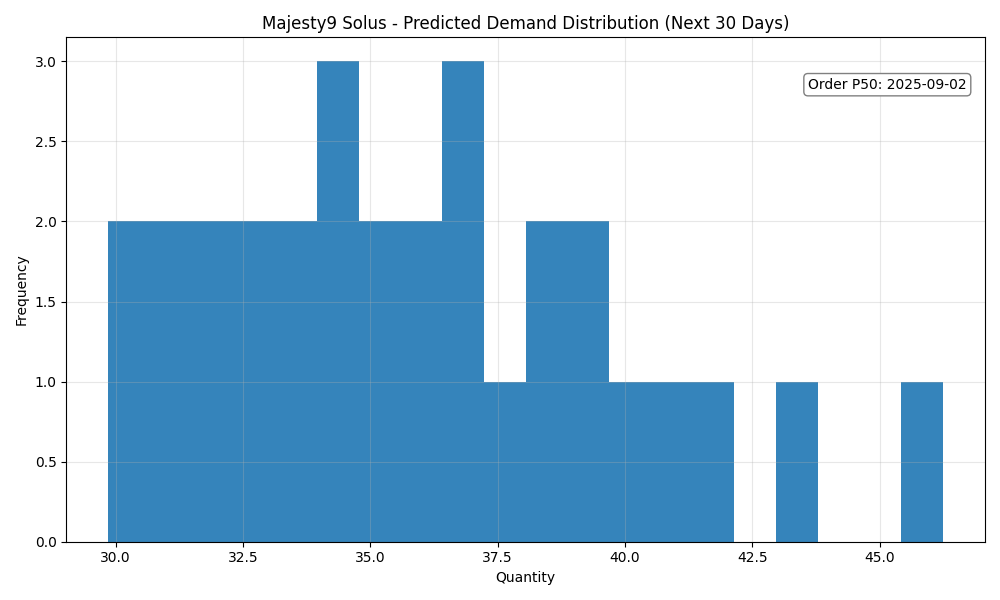 Majesty9 Solus - Predicted Demand Distribution (Next 30 Days)
Order P50: 2025-09-02
Frequency
3.0
2.5
2.0
1.5
1.0
0.5
0.0
30.0 32.5 35.0 37.5 40.0 42.5 45.0
Quantity